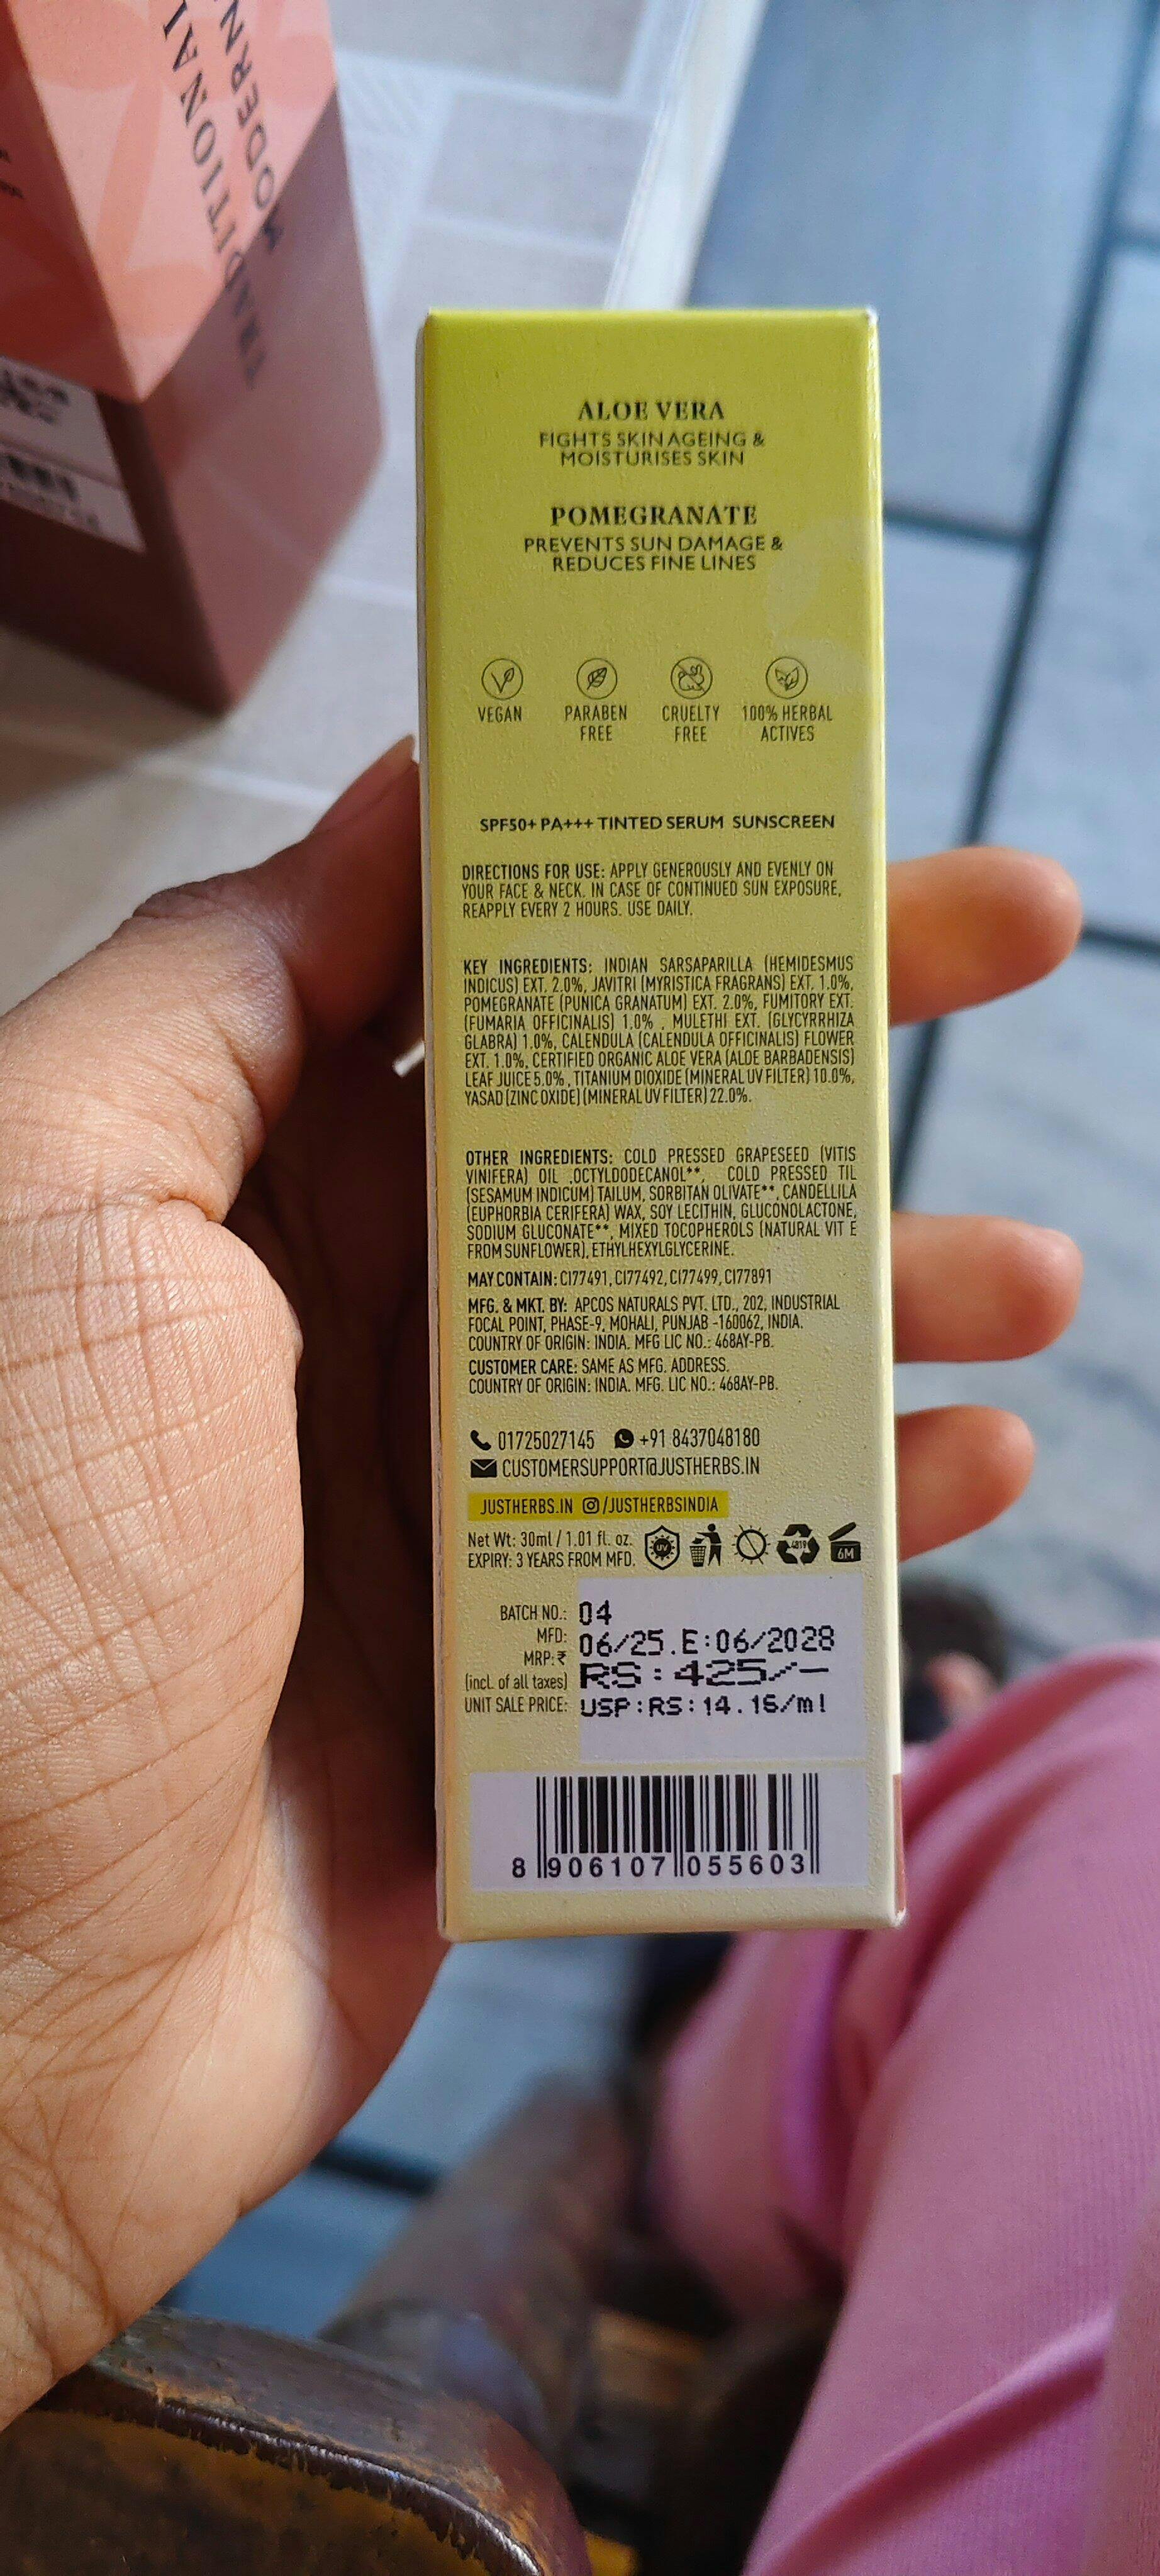 TRADITIONAL
MODERN
ALOE VERA
FIGHTS SKIN AGEING &
MOISTURISES SKIN
POMEGRANATE
PREVENTS SUN DAMAGE &
REDUCES FINE LINES
VEGAN
PARABEN
FREE
CRUELTY
FREE
100% HERBAL
ACTIVES
SPF50+ PA+++ TINTED SERUM SUNSCREEN
DIRECTIONS FOR USE: APPLY GENEROUSLY AND EVENLY ON
YOUR FACE & NECK. IN CASE OF CONTINUED SUN EXPOSURE,
REAPPLY EVERY 2 HOURS. USE DAILY.
KEY INGREDIENTS: INDIAN SARSAPARILLA (HEMIDESMUS
INDICUS) EXT. 2.0%, JAVITRI (MYRISTICA FRAGRANS) EXT. 1.0%,
POMEGRANATE (PUNICA GRANATUM) EXT. 2.0%, FUMITORY EXT.
(FUMARIA OFFICINALIS) 1.0% , MULETHI EXT. (GLYCYRRHIZA
GLABRA) 1.0%, CALENDULA (CALENDULA OFFICINALIS) FLOWER
EXT. 1.0%, CERTIFIED ORGANIC ALOE VERA (ALOE BARBADENSIS)
LEAF JUICE 5.0% , TITANIUM DIOXIDE (MINERAL UV FILTER) 10.0%,
YASAD (ZINC OXIDE) (MINERAL UV FILTER) 22.0%.
OTHER INGREDIENTS: COLD PRESSED GRAPESEED (VITIS
VINIFERA) OIL ,OCTYLDODECANOL**, COLD PRESSED TIL
(SESAMUM INDICUM) TAILUM, SORBITAN OLIVATE**, CANDELLILA
(EUPHORBIA CERIFERA) WAX, SOY LECITHIN, GLUCONOLACTONE,
SODIUM GLUCONATE**, MIXED TOCOPHEROLS (NATURAL VIT E
FROM SUNFLOWER), ETHYLHEXYLGLYCERINE.
MAY CONTAIN: CI77491, CI77492, CI77499, CI77891
MFG. & MKT. BY: APCOS NATURALS PVT. LTD., 202, INDUSTRIAL
FOCAL POINT, PHASE-9, MOHALI, PUNJAB -160062, INDIA.
COUNTRY OF ORIGIN: INDIA. MFG LIC NO.: 468AY-PB.
CUSTOMER CARE: SAME AS MFG. ADDRESS.
COUNTRY OF ORIGIN: INDIA. MFG. LIC NO.: 468AY-PB.
01725027145 +91 8437048180
CUSTOMERSUPPORT@JUSTHERBS.IN
JUSTHERBS.IN /JUSTHERBSINDIA
Net Wt: 30ml / 1.01 fl. oz.
EXPIRY: 3 YEARS FROM MFD.
UV
6M
BATCH NO.: 04
MFD: 06/25.E:06/2028
MRP: ₹ RS:425/-
(incl. of all taxes)
UNIT SALE PRICE: USP:RS:14.16/ml
8 906107 055603